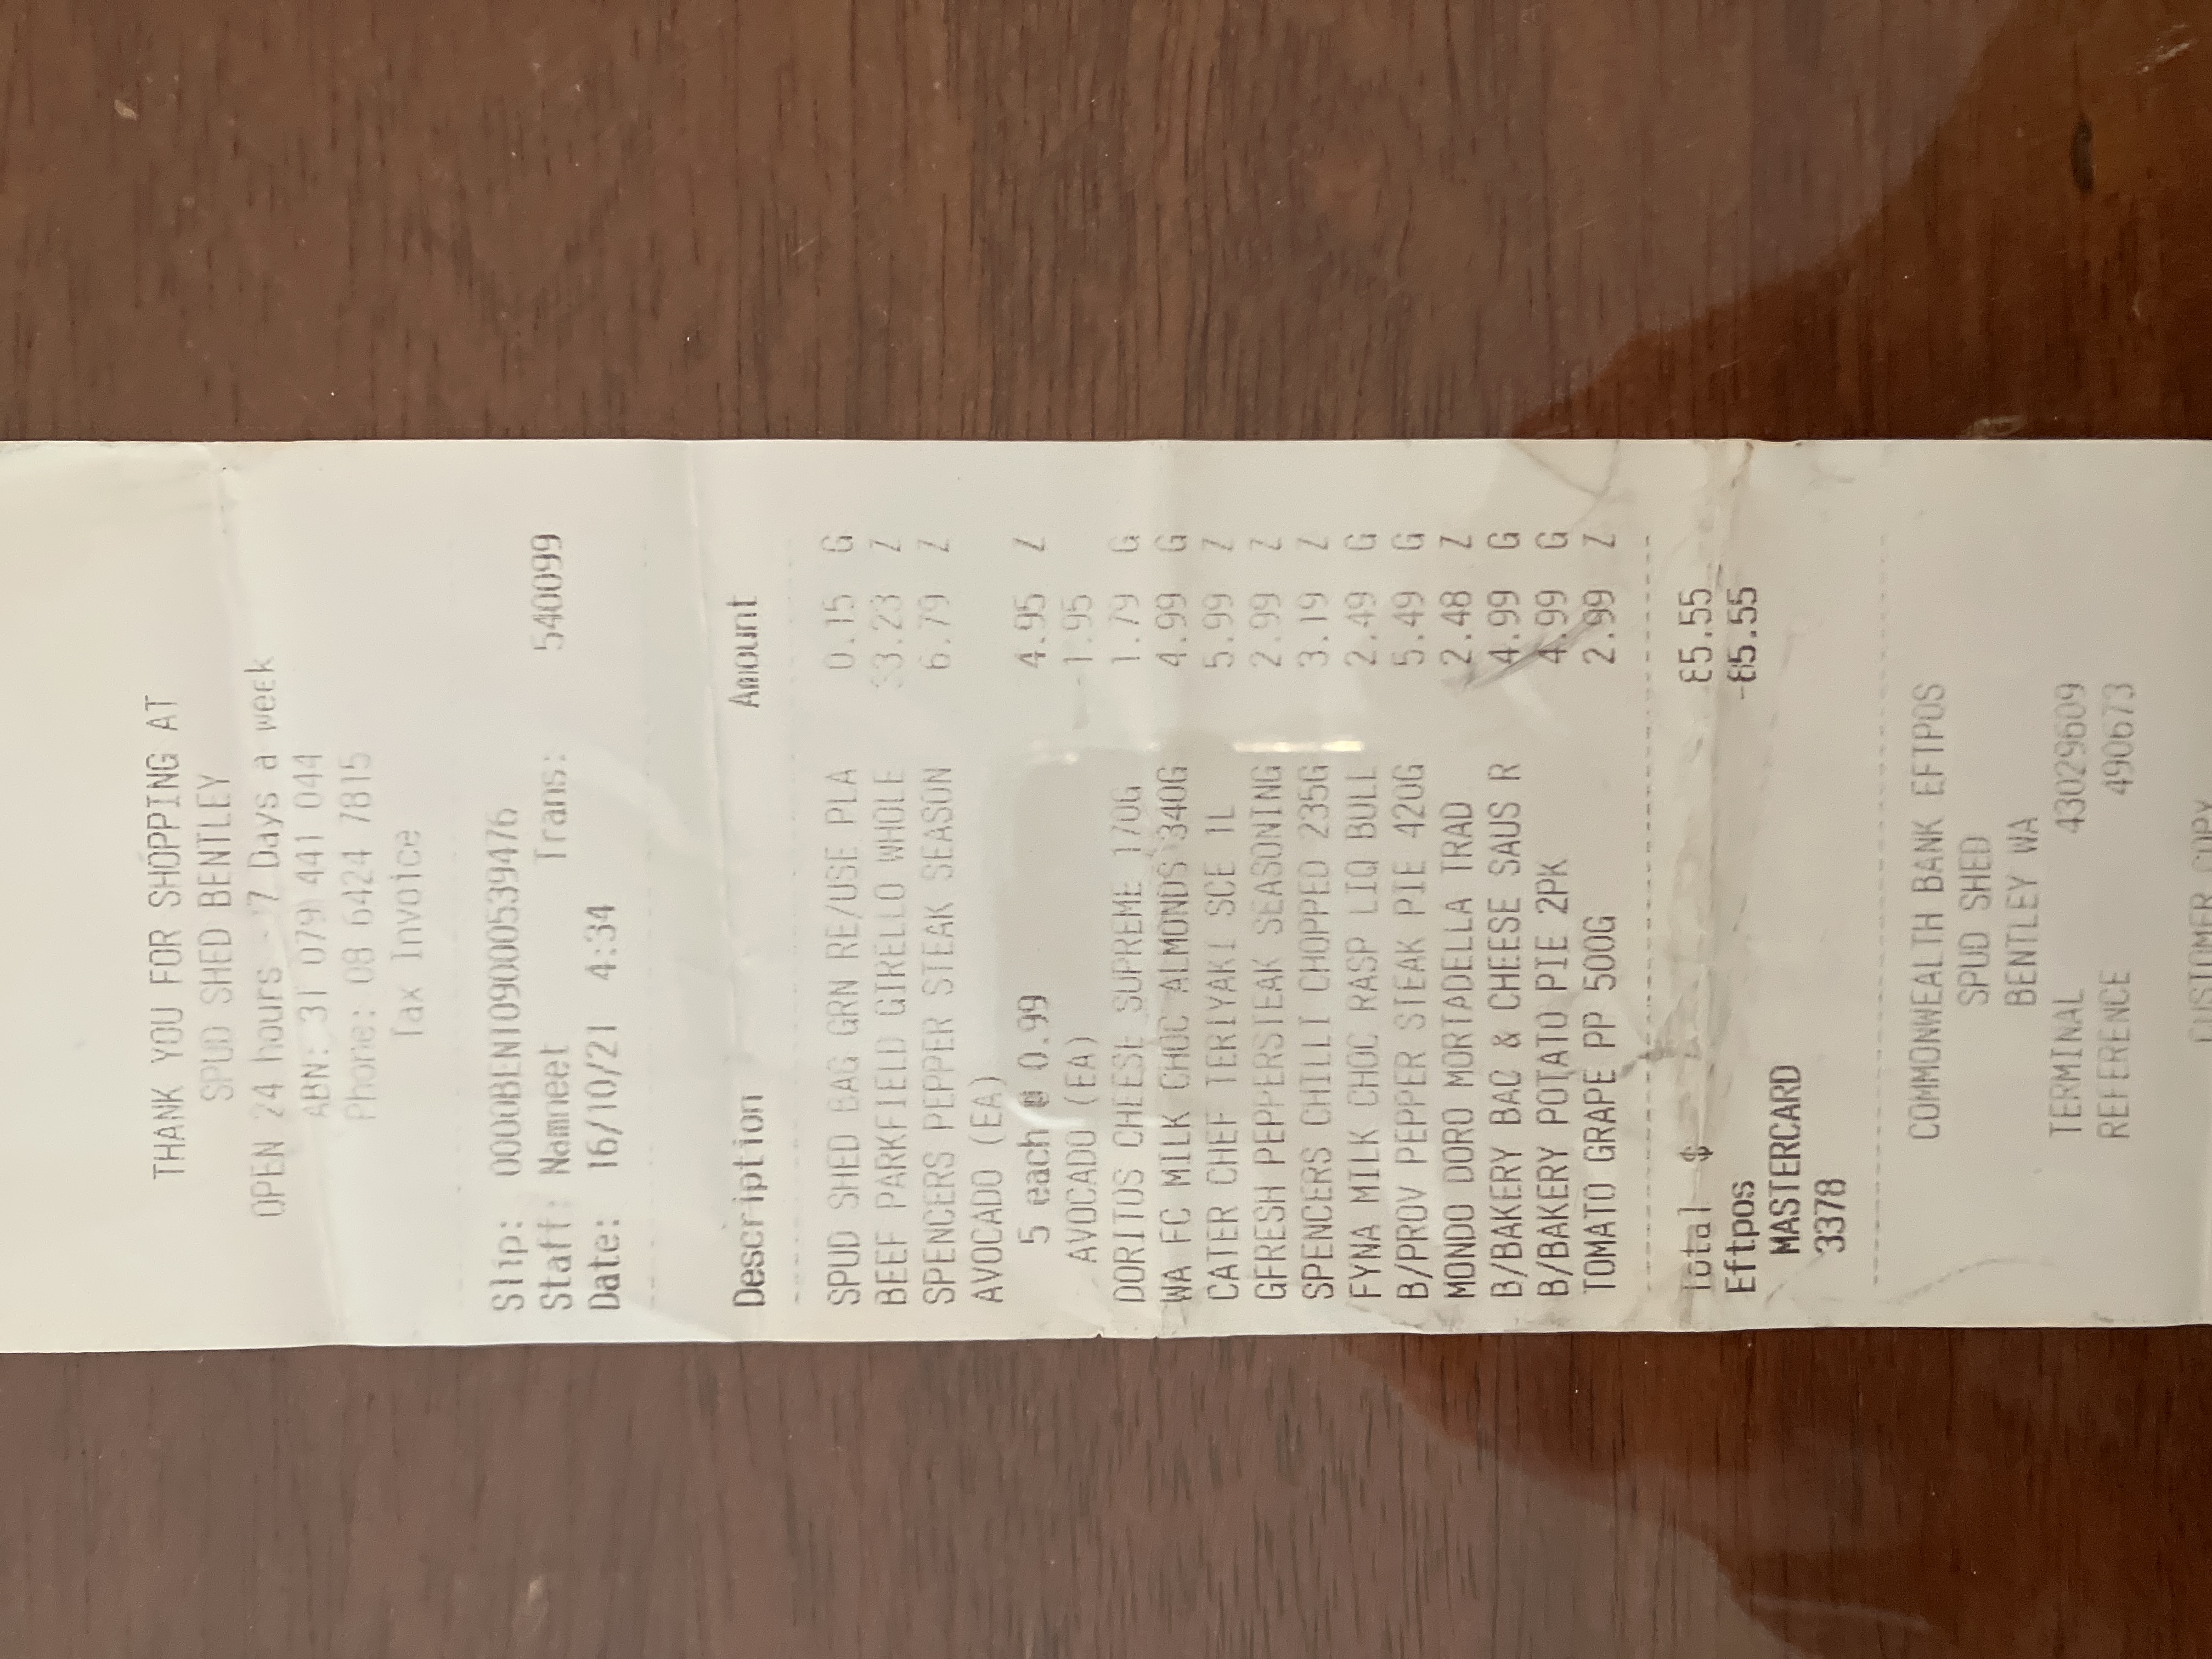 THANK YOU FOR SHOPPING AT
SPUD SHED BENTLEY
OPEN 24 hours - 7 Days a week
ABN: 31 079 441 044
Phone: 08 6424 7815
Tax Invoice
Slip: 0000BENT09000539476
Staff: Namneet Trans: 540099
Date: 16/10/21 4:34
Description Amount
SPUD SHED BAG GRN RE/USE PLA 0.15 G
BEEF PARKFIELD GIRELLO WHOLE 33.23 Z
SPENCERS PEPPER STEAK SEASON 6.79 Z
AVOCADO (EA)
5 each @ 0.99 4.95 Z
AVOCADO (EA) -1.95
DORITOS CHEESE SUPREME 170G 1.79 G
WA FC MILK CHOC ALMONDS 340G 4.99 G
CATER CHEF TERIYAKI SCE 1L 5.99 Z
GFRESH PEPPERSTEAK SEASONING 2.99 Z
SPENCERS CHILLI CHOPPED 235G 3.19 Z
FYNA MILK CHOC RASP LIQ BULL 2.49 G
B/PROV PEPPER STEAK PIE 420G 5.49 G
MONDO DORO MORTADELLA TRAD 2.48 Z
B/BAKERY BAC & CHEESE SAUS R 4.99 G
B/BAKERY POTATO PIE 2PK 4.99 G
TOMATO GRAPE PP 500G 2.99 Z
Total $ 85.55
Eftpos -85.55
MASTERCARD
3378
COMMONWEALTH BANK EFTPOS
SPUD SHED
BENTLEY WA
TERMINAL 43029609
REFERENCE 490673
CUSTOMER COPY